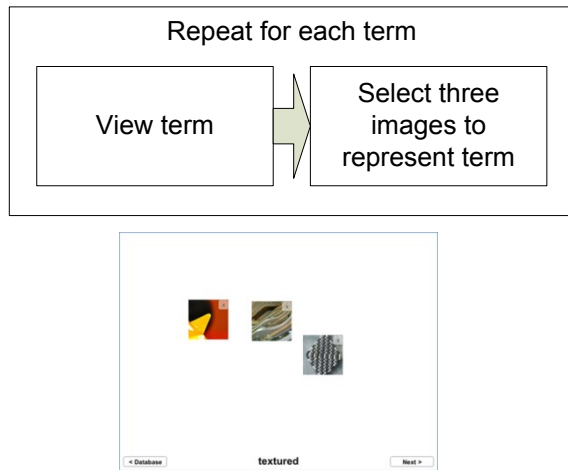 Repeat for each term
View term
Select three
images to
represent term
< Database
textured
Next >